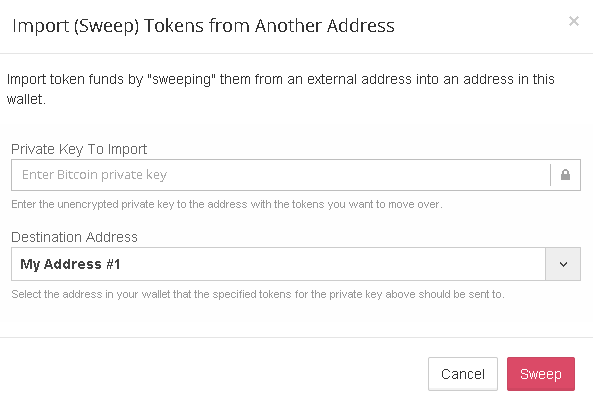 Import (Sweep) Tokens from Another Address
×
Import token funds by "sweeping" them from an external address into an address in this
wallet.
Private Key To Import
Enter Bitcoin private key
Enter the unencrypted private key to the address with the tokens you want to move over.
Destination Address
My Address #1
Select the address in your wallet that the specified tokens for the private key above should be sent to.
Cancel
Sweep